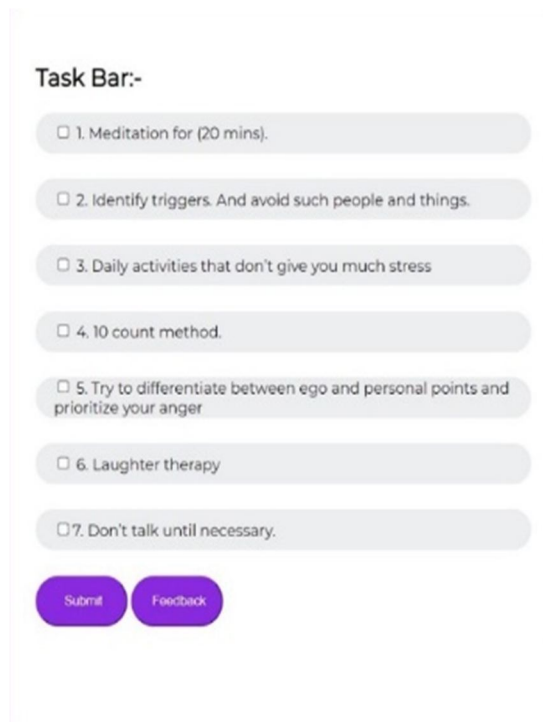 Task Bar:-
1. Meditation for (20 mins).
2. Identify triggers. And avoid such people and things.
3. Daily activities that don't give you much stress
4. 10 count method.
5. Try to differentiate between ego and personal points and
prioritize your anger
6. Laughter therapy
7. Don't talk until necessary.
Submit Feedback